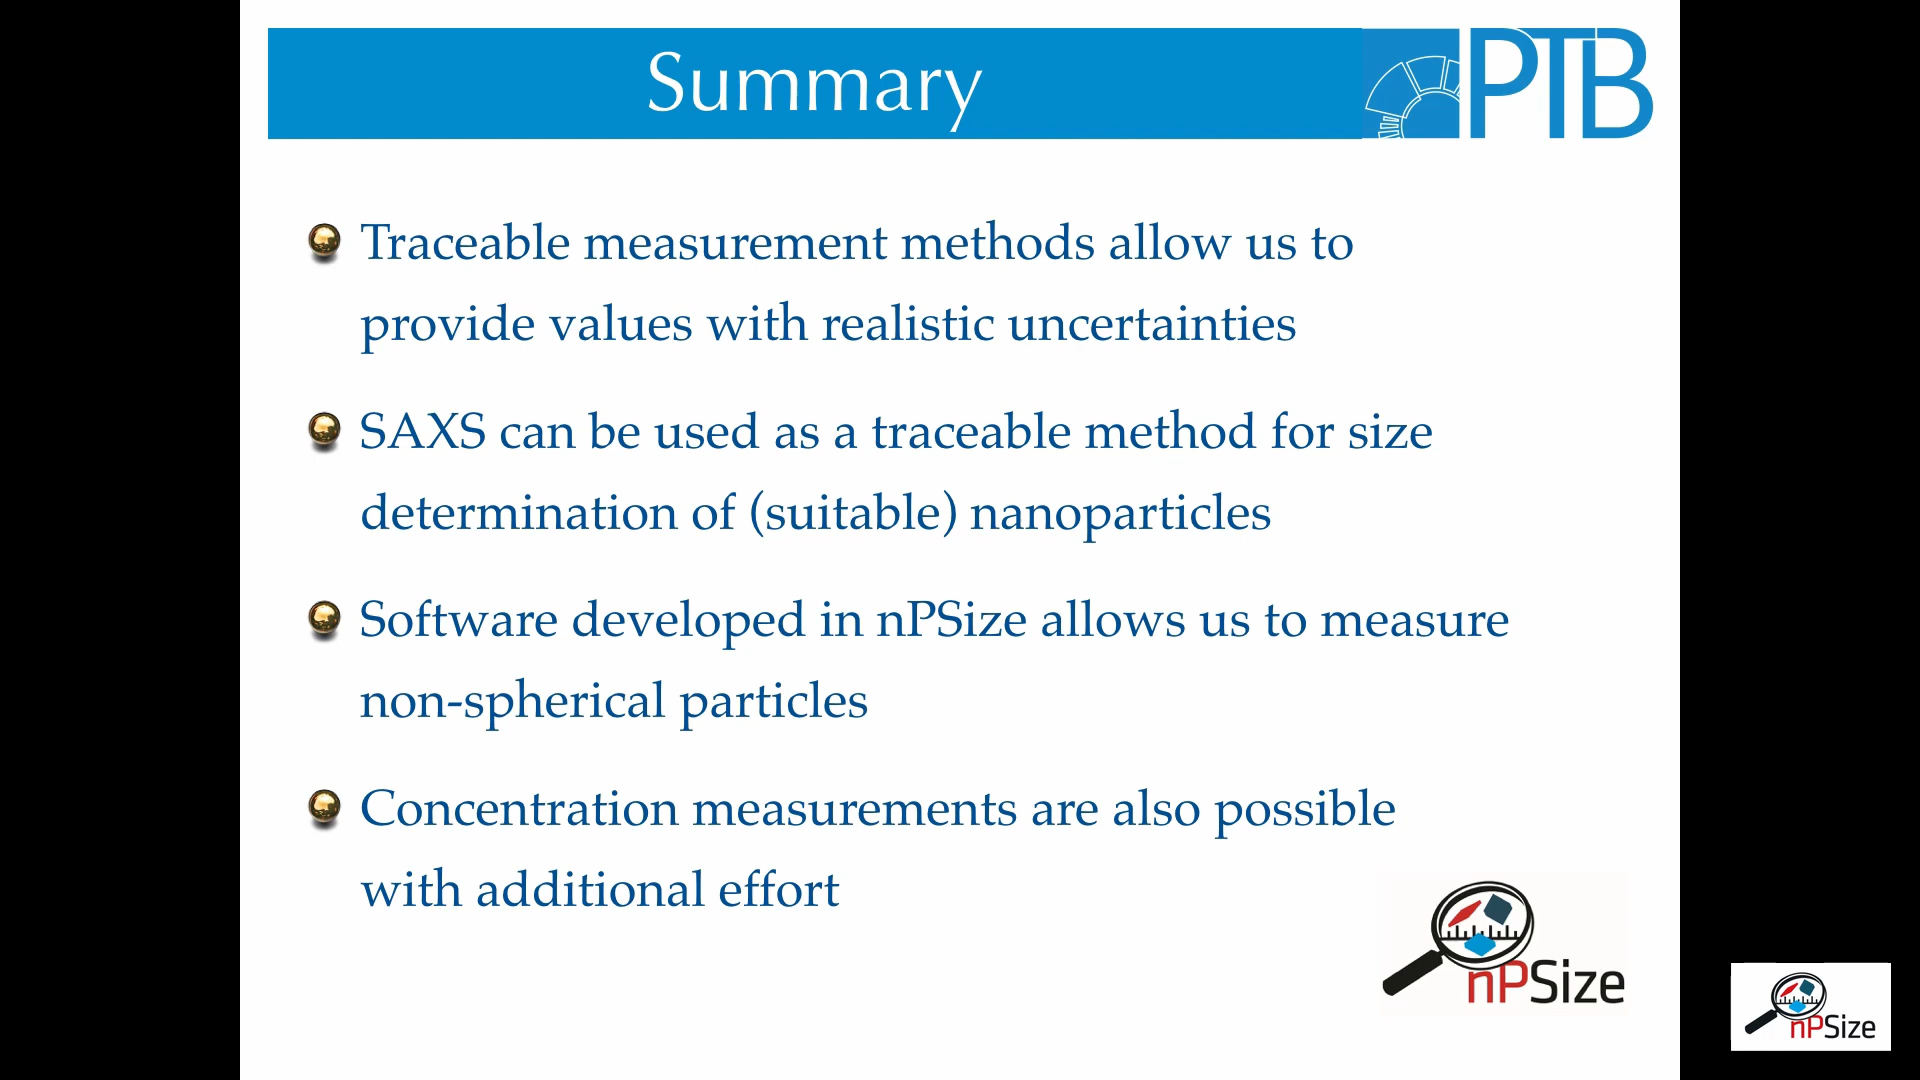 Summary
PTB
Traceable measurement methods allow us to
provide values with realistic uncertainties
SAXS can be used as a traceable method for size
determination of (suitable) nanoparticles
Software developed in nPSize allows us to measure
non-spherical particles
Concentration measurements are also possible
with additional effort
nPSize
nPSize